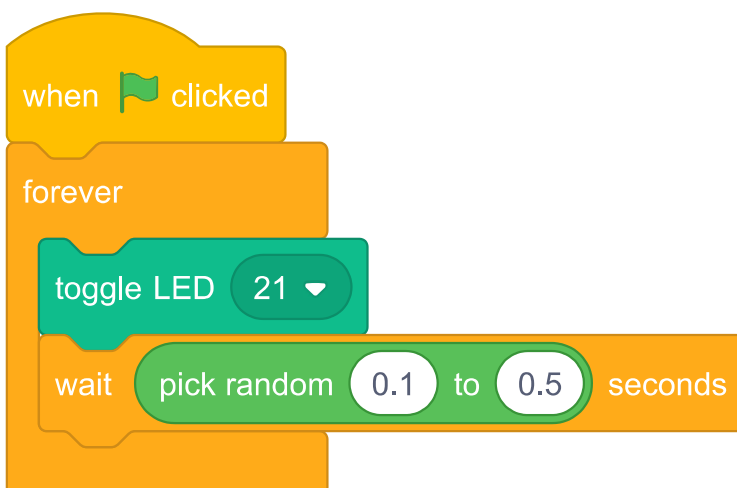 when clicked
forever
toggle LED 21
wait pick random 0.1 to 0.5 seconds